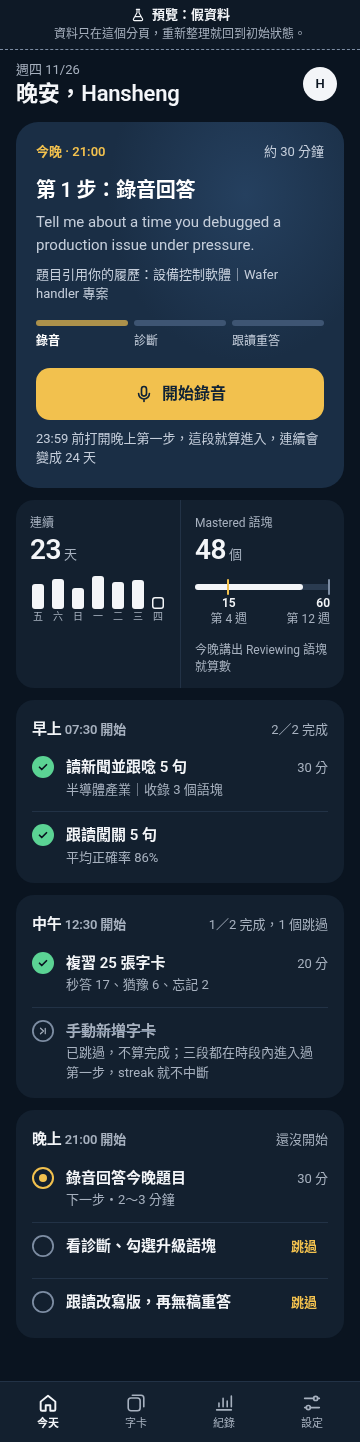 預覽：假資料
資料只在這個分頁，重新整理就回到初始狀態。
週四 11/26
晚安，Hansheng
H
今晚 · 21:00
約 30 分鐘
第 1 步：錄音回答
Tell me about a time you debugged a
production issue under pressure.
題目引用你的履歷：設備控制軟體｜Wafer
handler 專案
錄音
診斷
跟讀重答
開始錄音
23:59 前打開晚上第一步，這段就算進入，連續會
變成 24 天
連續
23 天
五 六 日 一 二 三 四
Mastered 語塊
48 個
15
60
第 4 週
第 12 週
今晚講出 Reviewing 語塊
就算數
早上 07:30 開始
2／2 完成
讀新聞並跟唸 5 句
30 分
半導體產業｜收錄 3 個語塊
跟讀闖關 5 句
平均正確率 86%
中午 12:30 開始
1／2 完成，1 個跳過
複習 25 張字卡
20 分
秒答 17、猶豫 6、忘記 2
手動新增字卡
已跳過，不算完成；三段都在時段內進入過
第一步，streak 就不中斷
晚上 21:00 開始
還沒開始
錄音回答今晚題目
30 分
下一步・2～3 分鐘
看診斷、勾選升級語塊
跳過
跟讀改寫版，再無稿重答
跳過
今天
字卡
紀錄
設定